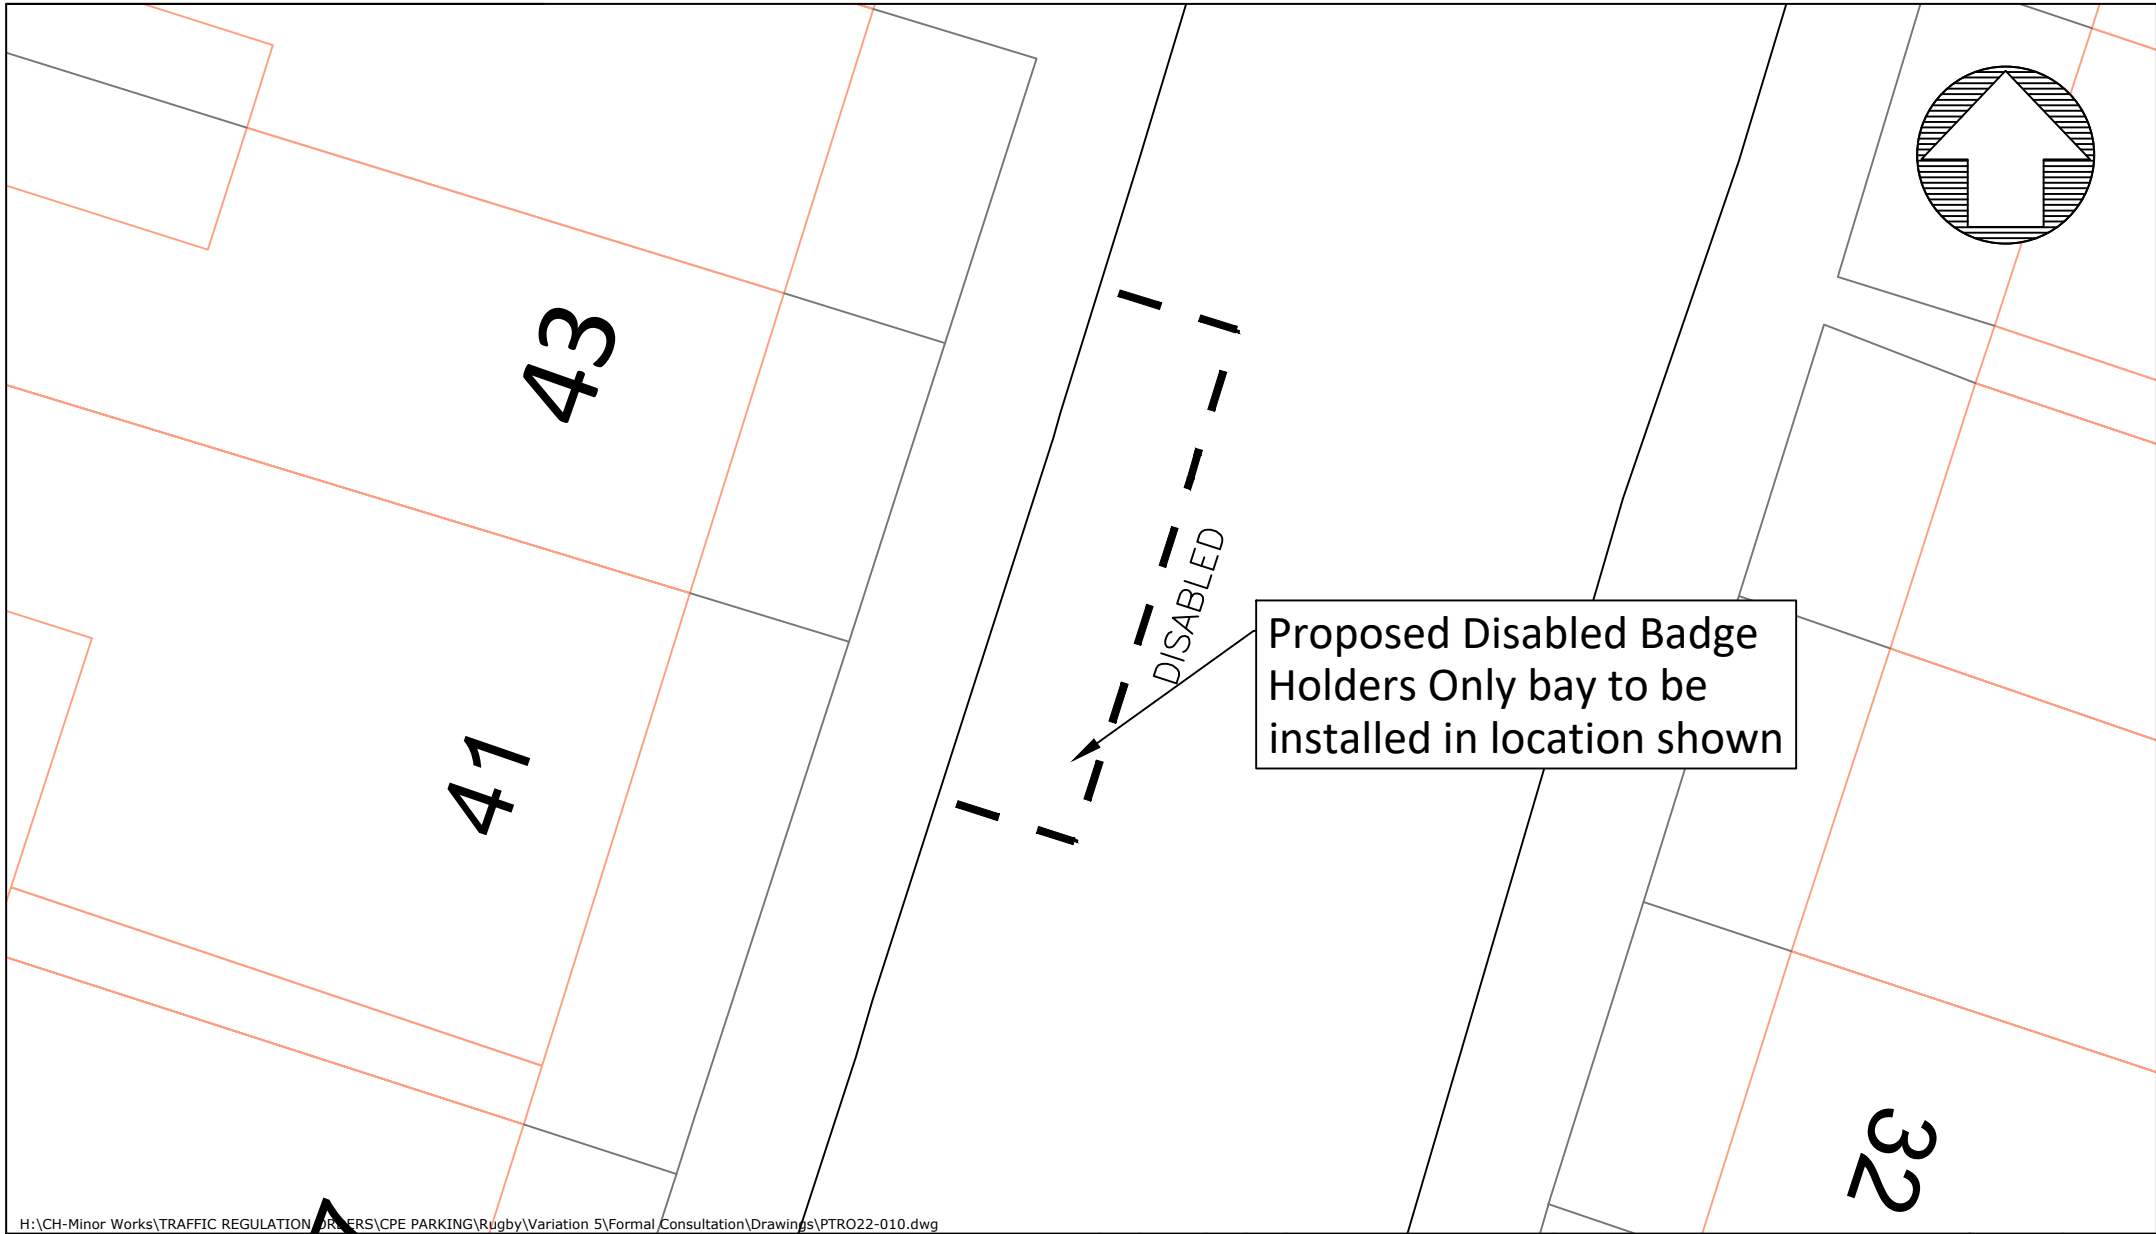 43
DISABLED
Proposed Disabled Badge
Holders Only bay to be
installed in location shown
41
32
H:\CH-Minor Works\TRAFFIC REGULATION ORDERS\CPE PARKING\Rugby\Variation 5\Formal Consultation\Drawings\PTRO22-010.dwg